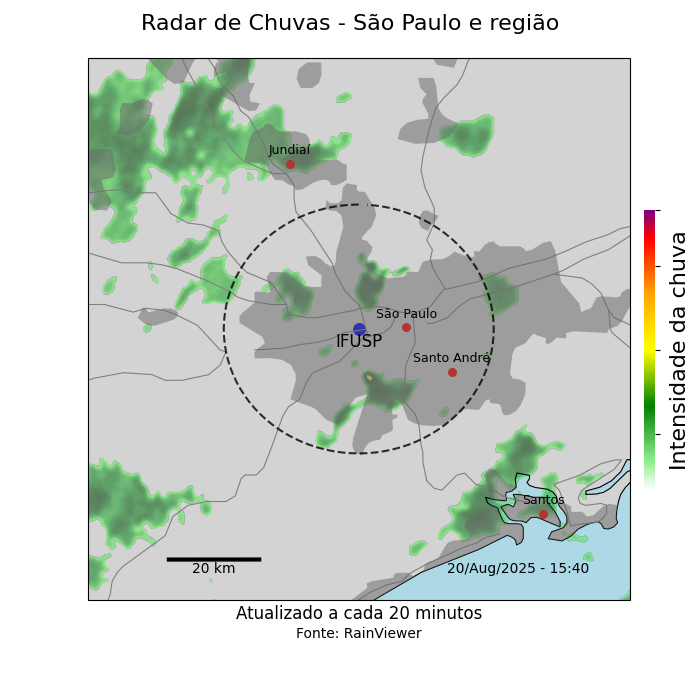 Radar de Chuvas - São Paulo e região
Jundiaí
São Paulo
IFUSP
Santo André
Santos
20 km
20/Aug/2025 - 15:40
Intensidade da chuva
Atualizado a cada 20 minutos
Fonte: RainViewer